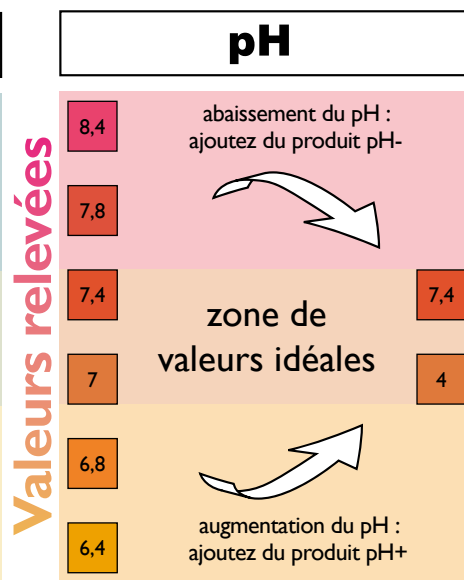 pH
Valeurs relevées
8,4
abaissement du pH :
ajoutez du produit pH-
7,8
7,4
7,4
zone de
valeurs idéales
7
4
6,8
augmentation du pH :
ajoutez du produit pH+
6,4